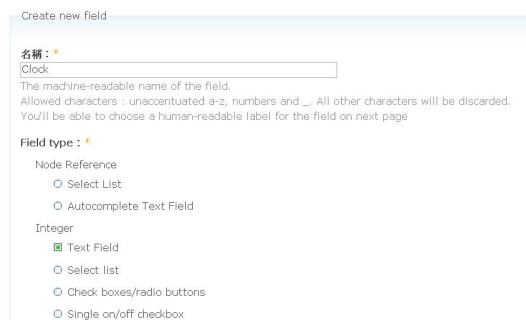 Create new field
名稱：*
Clock
The machine-readable name of the field.
Allowed characters : unaccentuated a-z, numbers and _. All other characters will be discarded.
You'll be able to choose a human-readable label for the field on next page
Field type：*
Node Reference
Select List
Autocomplete Text Field
Integer
Text Field
Select list
Check boxes/radio buttons
Single on/off checkbox